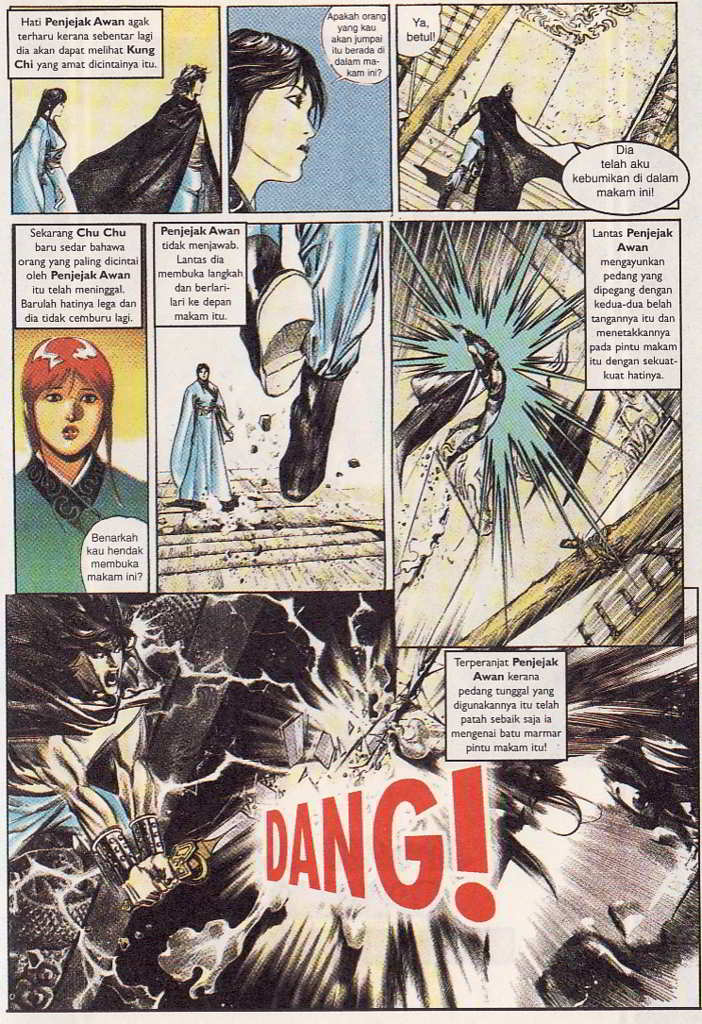 Hati Penjejak Awan agak
terharu kerana sebentar lagi
dia akan dapat melihat Kung
Chi yang amat dicintainya itu.
Apakah orang
yang kau
akan jumpai
itu berada di
dalam ma-
kam ini?
Ya,
betul!
Dia
telah aku
kebumikan di dalam
makam ini!
Sekarang Chu Chu
baru sedar bahawa
orang yang paling dicintai
oleh Penjejak Awan
itu telah meninggal.
Barulah hatinya lega dan
dia tidak cemburu lagi.
Benarkah
kau hendak
membuka
makam ini?
Penjejak Awan
tidak menjawab.
Lantas dia
membuka langkah
dan berlari-
lari ke depan
makam itu.
Lantas Penjejak
Awan
mengayunkan
pedang yang
dipegang dengan
kedua-dua belah
tangannya itu dan
menetakkannya
pada pintu makam
itu dengan sekuat-
kuat hatinya.
Terperanjat Penjejak
Awan kerana
pedang tunggal yang
digunakannya itu telah
patah sebaik saja ia
mengenai batu marmar
pintu makam itu!
DANG!